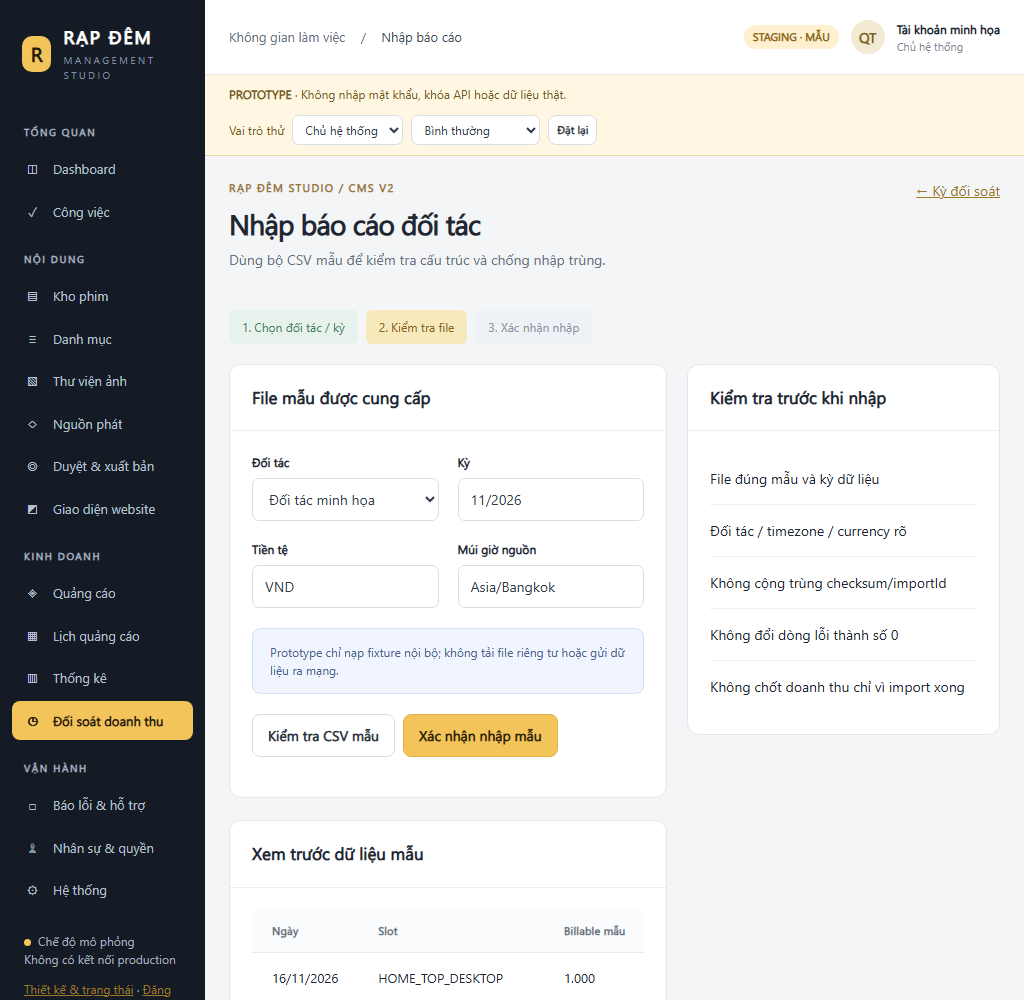 R
RẠP ĐÊM
MANAGEMENT
STUDIO
TỔNG QUAN
Dashboard
Công việc
NỘI DUNG
Kho phim
Danh mục
Thư viện ảnh
Nguồn phát
Duyệt & xuất bản
Giao diện website
KINH DOANH
Quảng cáo
Lịch quảng cáo
Thống kê
Đối soát doanh thu
VẬN HÀNH
Báo lỗi & hỗ trợ
Nhân sự & quyền
Hệ thống
Chế độ mô phỏng
Không có kết nối production
Thiết kế & trạng thái · Đăng
Không gian làm việc / Nhập báo cáo
STAGING · MẪU
QT
Tài khoản minh họa
Chủ hệ thống
PROTOTYPE · Không nhập mật khẩu, khóa API hoặc dữ liệu thật.
Vai trò thử Chủ hệ thống Bình thường Đặt lại
RẠP ĐÊM STUDIO / CMS V2
← Kỳ đối soát
Nhập báo cáo đối tác
Dùng bộ CSV mẫu để kiểm tra cấu trúc và chống nhập trùng.
1. Chọn đối tác / kỳ 2. Kiểm tra file 3. Xác nhận nhập
File mẫu được cung cấp
Đối tác Kỳ
Đối tác minh họa 11/2026
Tiền tệ Múi giờ nguồn
VND Asia/Bangkok
Prototype chỉ nạp fixture nội bộ; không tải file riêng tư hoặc gửi dữ
liệu ra mạng.
Kiểm tra CSV mẫu Xác nhận nhập mẫu
Kiểm tra trước khi nhập
File đúng mẫu và kỳ dữ liệu
Đối tác / timezone / currency rõ
Không cộng trùng checksum/importId
Không đổi dòng lỗi thành số 0
Không chốt doanh thu chỉ vì import xong
Xem trước dữ liệu mẫu
Ngày Slot Billable mẫu
16/11/2026 HOME_TOP_DESKTOP 1.000